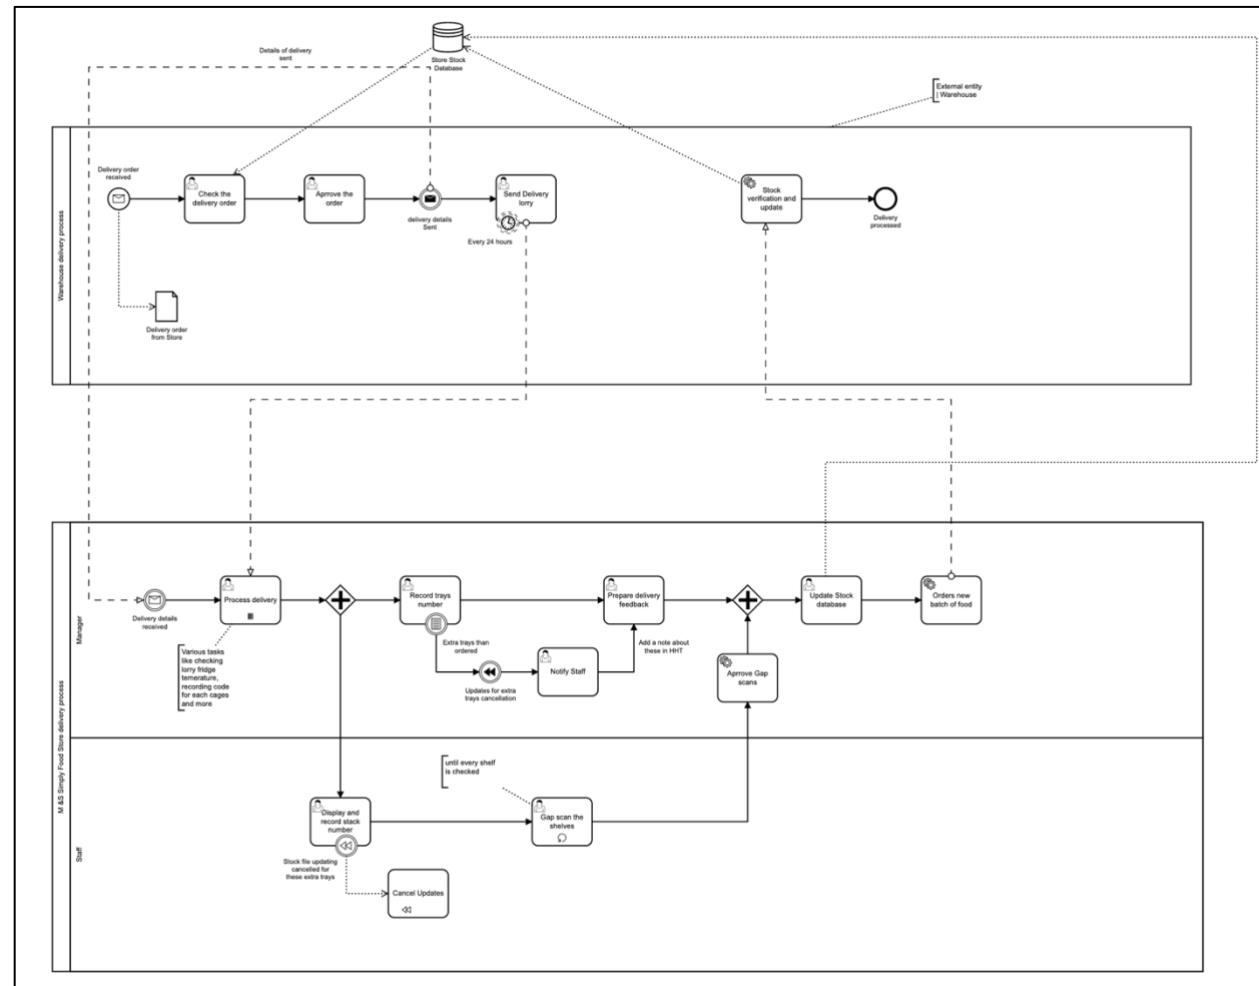 Details of delivery
sent
Store Stock
Database
External entity
| Warehouse
Warehouse delivery process
Delivery order
received
Check the
delivery order
Aprrove the
order
delivery details
Sent
Send Delivery
lorry
Every 24 hours
Stock
verification and
update
Delivery
processed
Delivery order
from Store
M &S Simply Food Store delivery process
Manager
Delivery details
received
Process delivery
Various tasks
like checking
lorry fridge
temerature,
recording code
for each cages
and more
Record trays
number
Extra trays than
ordered
Updates for extra
trays cancellation
Notify Staff
Prepare delivery
feedback
Add a note about
these in HHT
Aprrove Gap
scans
Update Stock
database
Orders new
batch of food
Staff
Display and
record stack
number
Stock file updating
cancelled for
these extra trays
Cancel Updates
until every shelf
is checked
Gap scan the
shelves